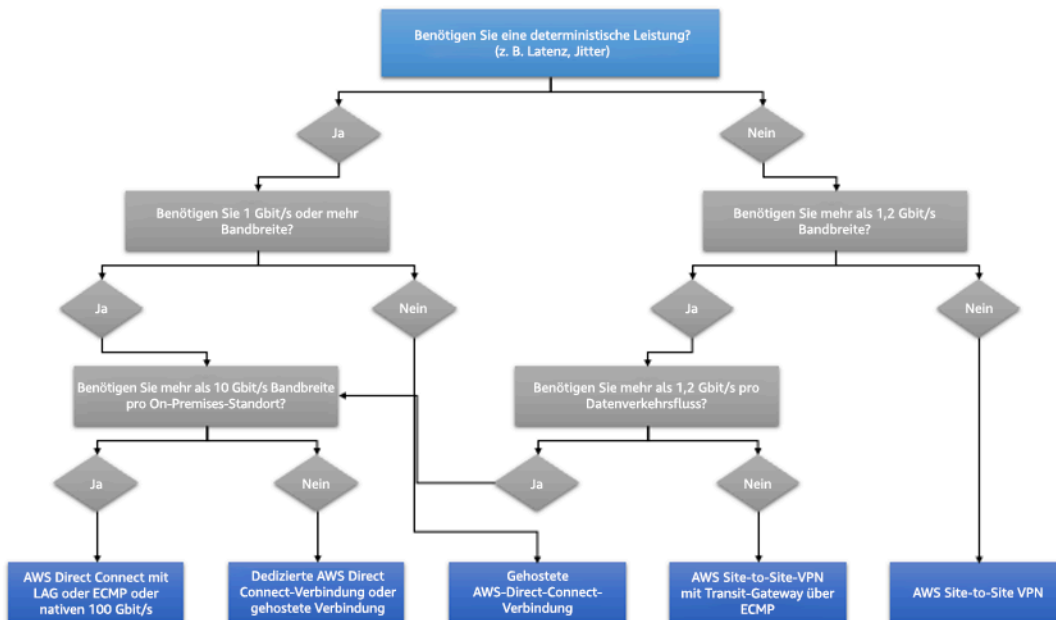 Benötigen Sie eine deterministische Leistung?
(z. B. Latenz, Jitter)
Ja
Nein
Benötigen Sie 1 Gbit/s oder mehr
Bandbreite?
Benötigen Sie mehr als 1,2 Gbit/s
Bandbreite?
Ja
Nein
Ja
Nein
Benötigen Sie mehr als 10 Gbit/s Bandbreite
pro On-Premises-Standort?
Benötigen Sie mehr als 1,2 Gbit/s pro
Datenverkehrsfluss?
Ja
Nein
Ja
Nein
AWS Direct Connect mit
LAG oder ECMP oder
nativen 100 Gbit/s
Dedizierte AWS Direct
Connect-Verbindung oder
gehostete Verbindung
Gehostete
AWS-Direct-Connect-
Verbindung
AWS Site-to-Site-VPN
mit Transit-Gateway über
ECMP
AWS Site-to-Site VPN